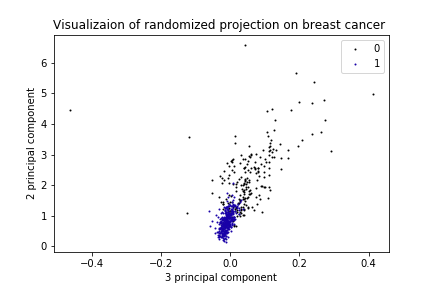 Visualizaion of randomized projection on breast cancer
0
1
6
5
4
3
2
1
0
2 principal component
−0.4 −0.2 0.0 0.2 0.4
3 principal component